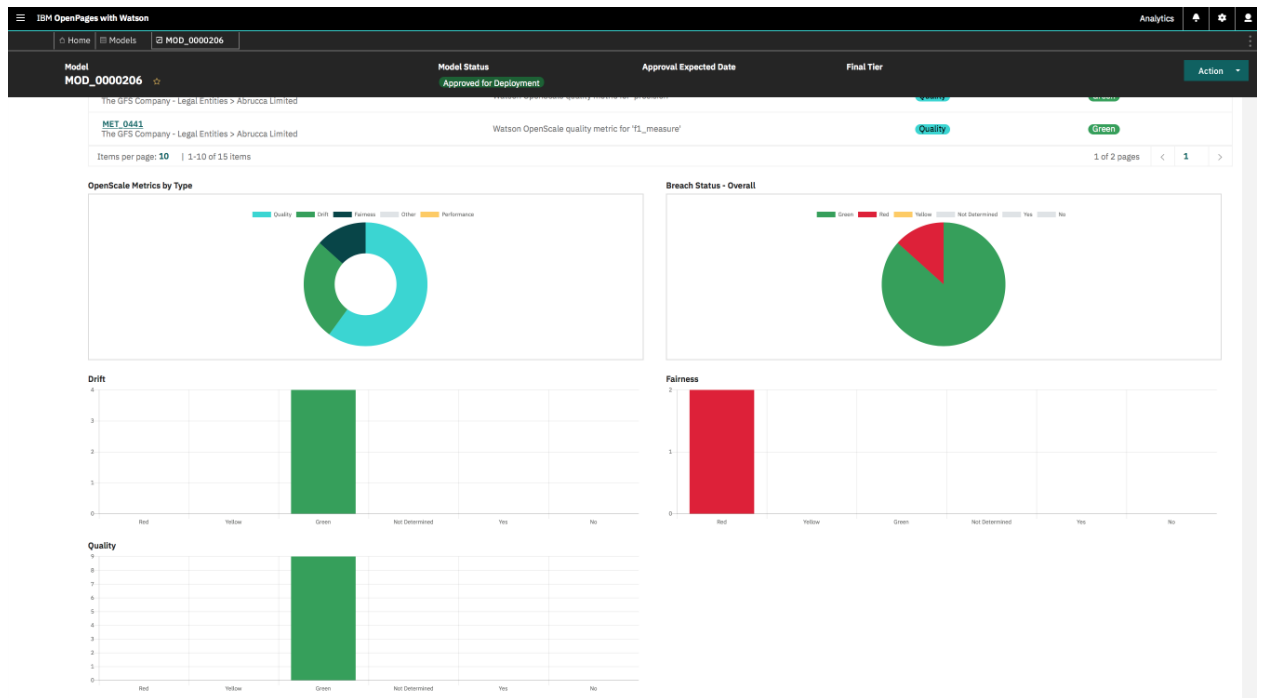 IBM OpenPages with Watson
Analytics
Home
Models
MOD_0000206
Model
MOD_0000206
Model Status
Approved for Deployment
Approval Expected Date
Final Tier
Action
The GFS Company - Legal Entities > Abrucca Limited
Watson OpenScale quality metric for 'precision'
Quality
Green
MET_0441
The GFS Company - Legal Entities > Abrucca Limited
Watson OpenScale quality metric for 'f1_measure'
Quality
Green
Items per page: 10 | 1-10 of 15 items
1 of 2 pages < 1 >
OpenScale Metrics by Type
Quality Drift Fairness Other Performance
Breach Status - Overall
Green Red Yellow Not Determined Yes No
Drift
4
3
2
1
0
Red Yellow Green Not Determined Yes No
Fairness
2
1
0
Red Yellow Green Not Determined Yes No
Quality
9
8
7
6
5
4
3
2
1
0
Red Yellow Green Not Determined Yes No